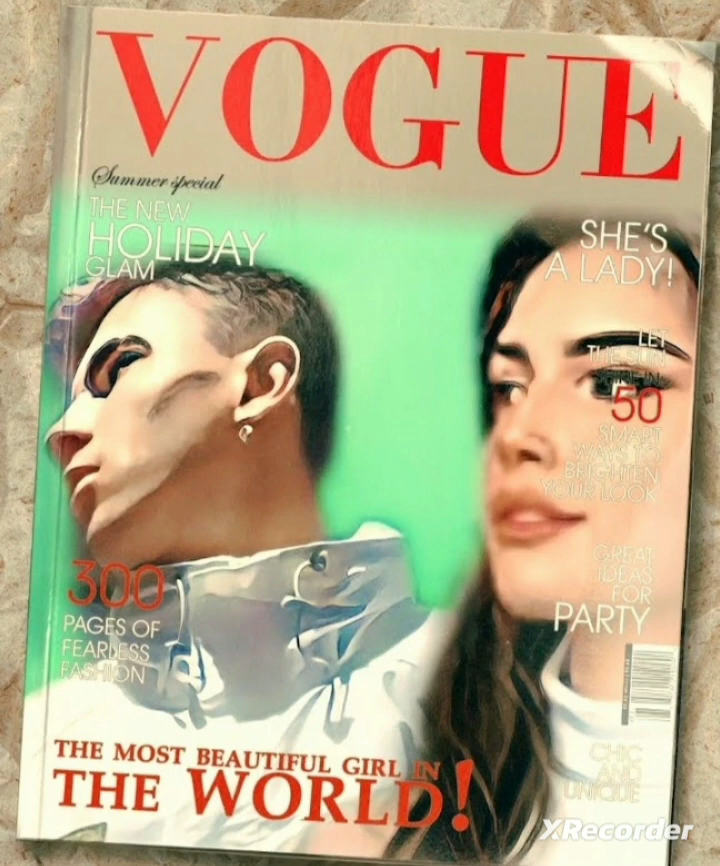 VOGUE
Summer special
THE NEW
HOLIDAY
GLAM
SHE'S
A LADY!
LET
THE SUN
SHINE IN
50
SMART
WAYS TO
BRIGHTEN
YOUR LOOK
GREAT
IDEAS
FOR
PARTY
300
PAGES OF
FEARLESS
FASHION
CHIC
AND
UNIQUE
THE MOST BEAUTIFUL GIRL IN
THE WORLD!
XRecorder